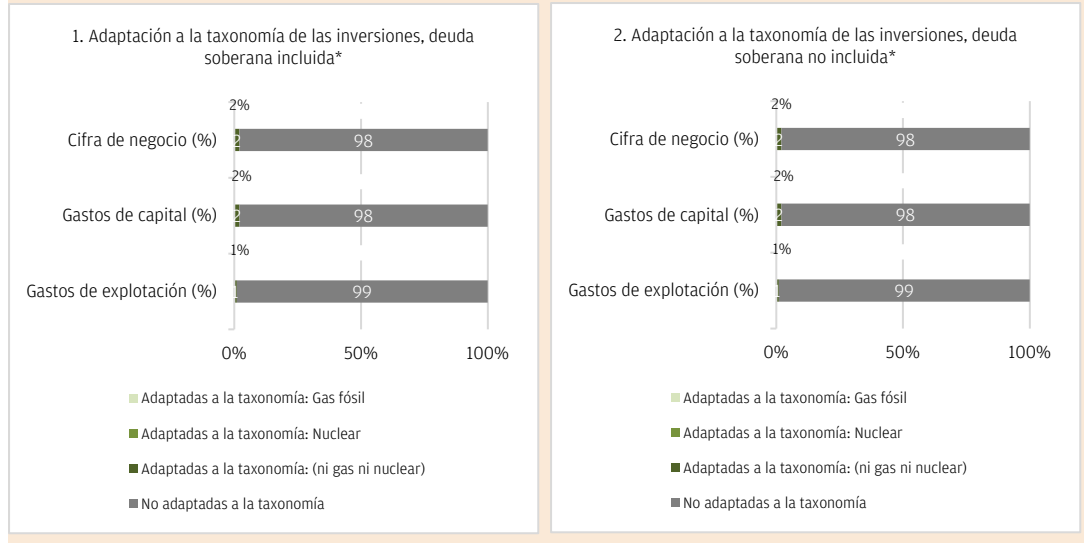 1. Adaptación a la taxonomía de las inversiones, deuda
soberana incluida*
2%
Cifra de negocio (%)
2 98
2%
Gastos de capital (%)
2 98
1%
Gastos de explotación (%)
1 99
0% 50% 100%
Adaptadas a la taxonomía: Gas fósil
Adaptadas a la taxonomía: Nuclear
Adaptadas a la taxonomía: (ni gas ni nuclear)
No adaptadas a la taxonomía
2. Adaptación a la taxonomía de las inversiones, deuda
soberana no incluida*
2%
Cifra de negocio (%)
2 98
2%
Gastos de capital (%)
2 98
1%
Gastos de explotación (%)
1 99
0% 50% 100%
Adaptadas a la taxonomía: Gas fósil
Adaptadas a la taxonomía: Nuclear
Adaptadas a la taxonomía: (ni gas ni nuclear)
No adaptadas a la taxonomía